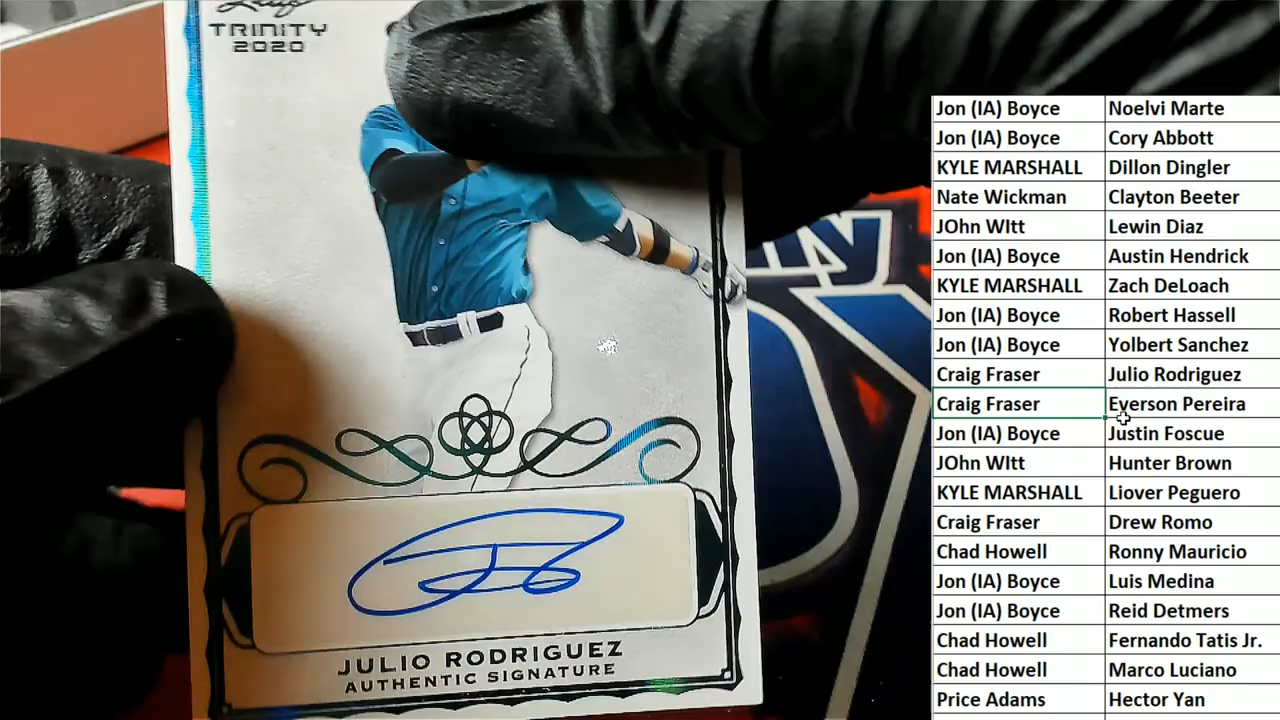 Leaf
TRINITY
2020
JULIO RODRIGUEZ
AUTHENTIC SIGNATURE
Jon (IA) Boyce Noelvi Marte
Jon (IA) Boyce Cory Abbott
KYLE MARSHALL Dillon Dingler
Nate Wickman Clayton Beeter
JOhn WItt Lewin Diaz
Jon (IA) Boyce Austin Hendrick
KYLE MARSHALL Zach DeLoach
Jon (IA) Boyce Robert Hassell
Jon (IA) Boyce Yolbert Sanchez
Craig Fraser Julio Rodriguez
Craig Fraser Everson Pereira
Jon (IA) Boyce Justin Foscue
JOhn WItt Hunter Brown
KYLE MARSHALL Liover Peguero
Craig Fraser Drew Romo
Chad Howell Ronny Mauricio
Jon (IA) Boyce Luis Medina
Jon (IA) Boyce Reid Detmers
Chad Howell Fernando Tatis Jr.
Chad Howell Marco Luciano
Price Adams Hector Yan